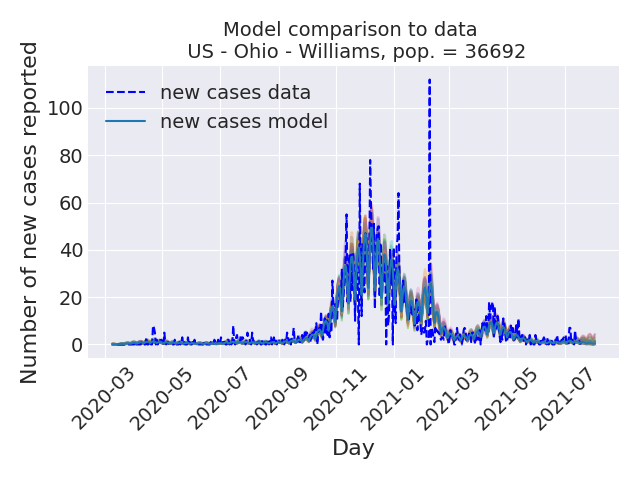 Model comparison to data
US - Ohio - Williams, pop. = 36692
Number of new cases reported
100
80
60
40
20
0
new cases data
new cases model
2020-03
2020-05
2020-07
2020-09
2020-11
2021-01
2021-03
2021-05
2021-07
Day